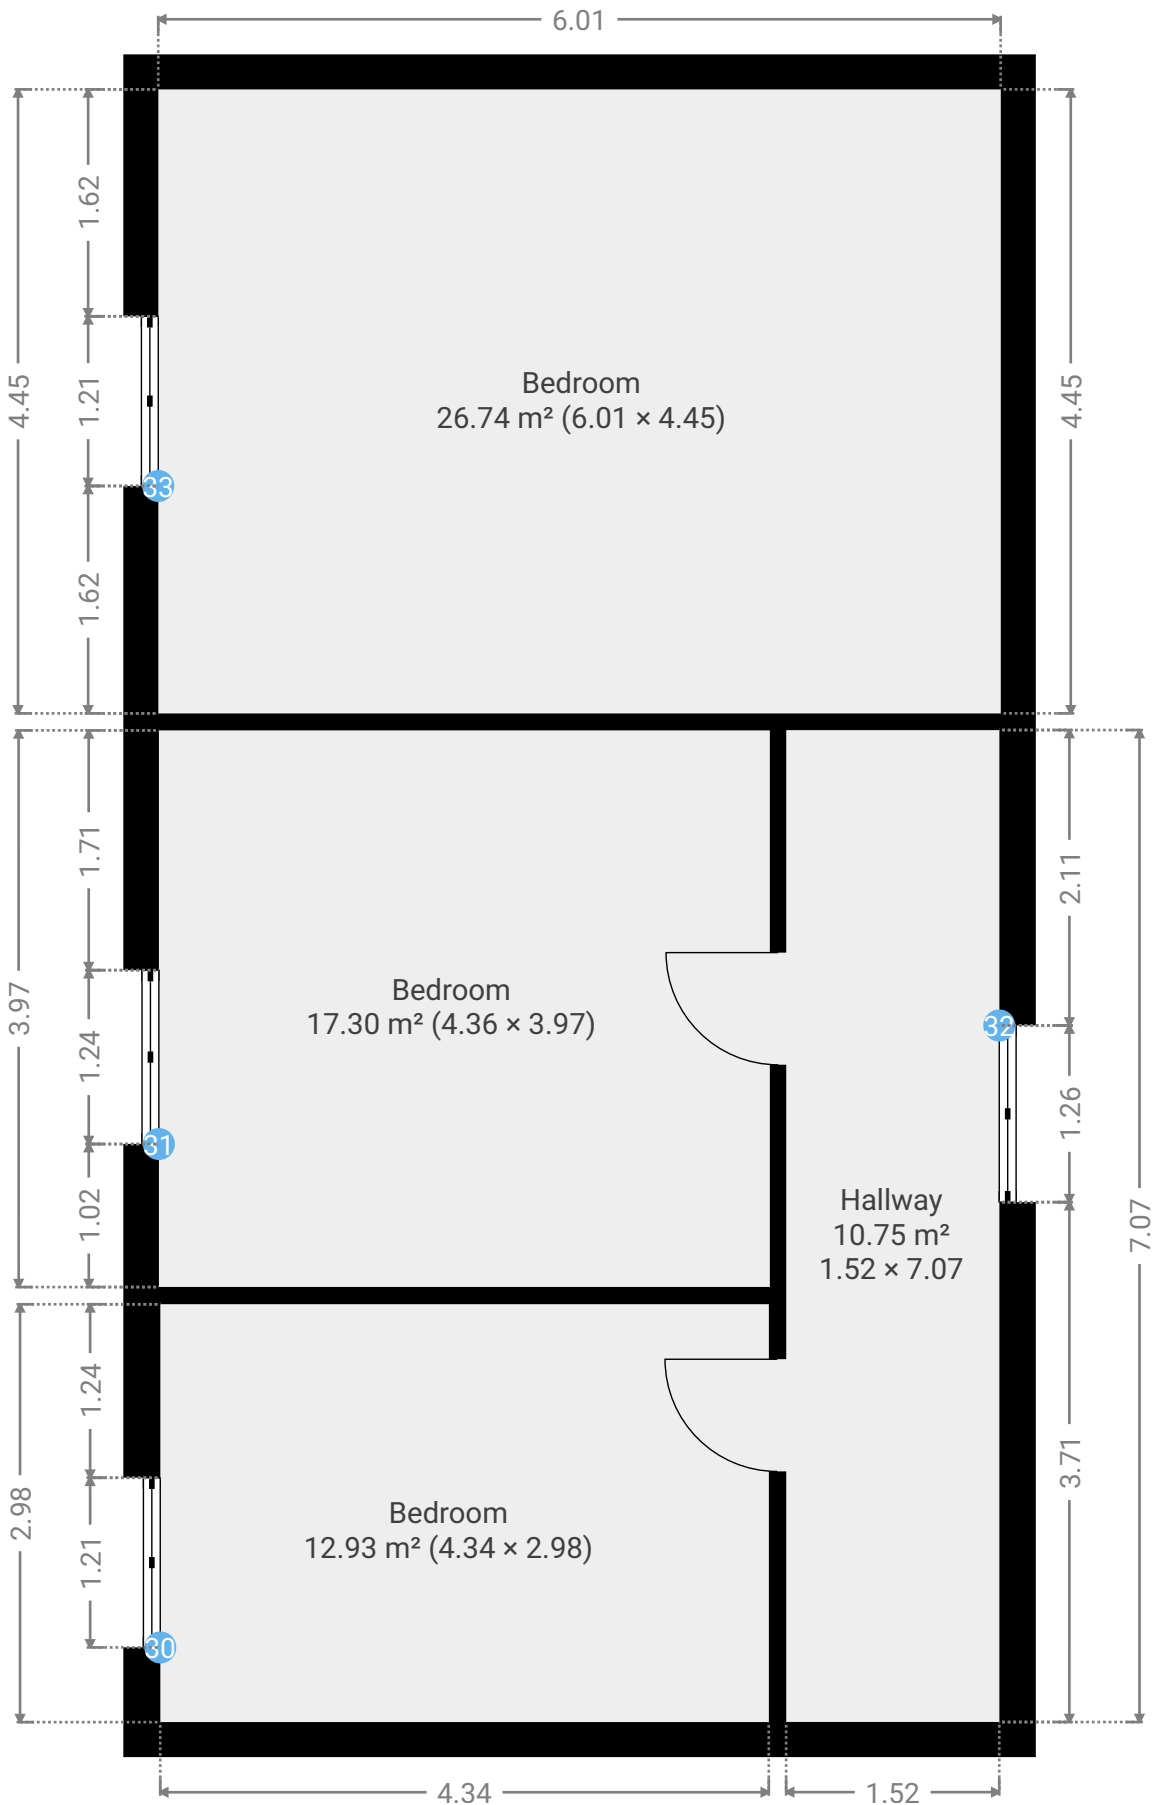 6.01
1.62
1.21
4.45
4.45
Bedroom
26.74 m² (6.01 × 4.45)
33
1.62
1.71
2.11
3.97
Bedroom
17.30 m² (4.36 × 3.97)
32
1.24
1.26
31
1.02
Hallway
10.75 m²
1.52 × 7.07
7.07
1.24
3.71
2.98
Bedroom
12.93 m² (4.34 × 2.98)
1.21
30
4.34
1.52